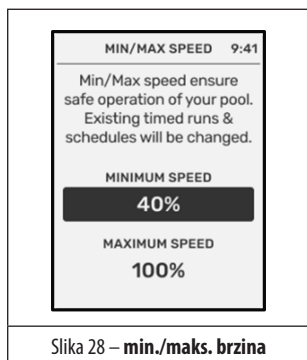 MIN/MAX SPEED 9:41
Min/Max speed ensure
safe operation of your pool.
Existing timed runs &
schedules will be changed.
MINIMUM SPEED
40%
MAXIMUM SPEED
100%
Slika 28 – min./maks. brzina